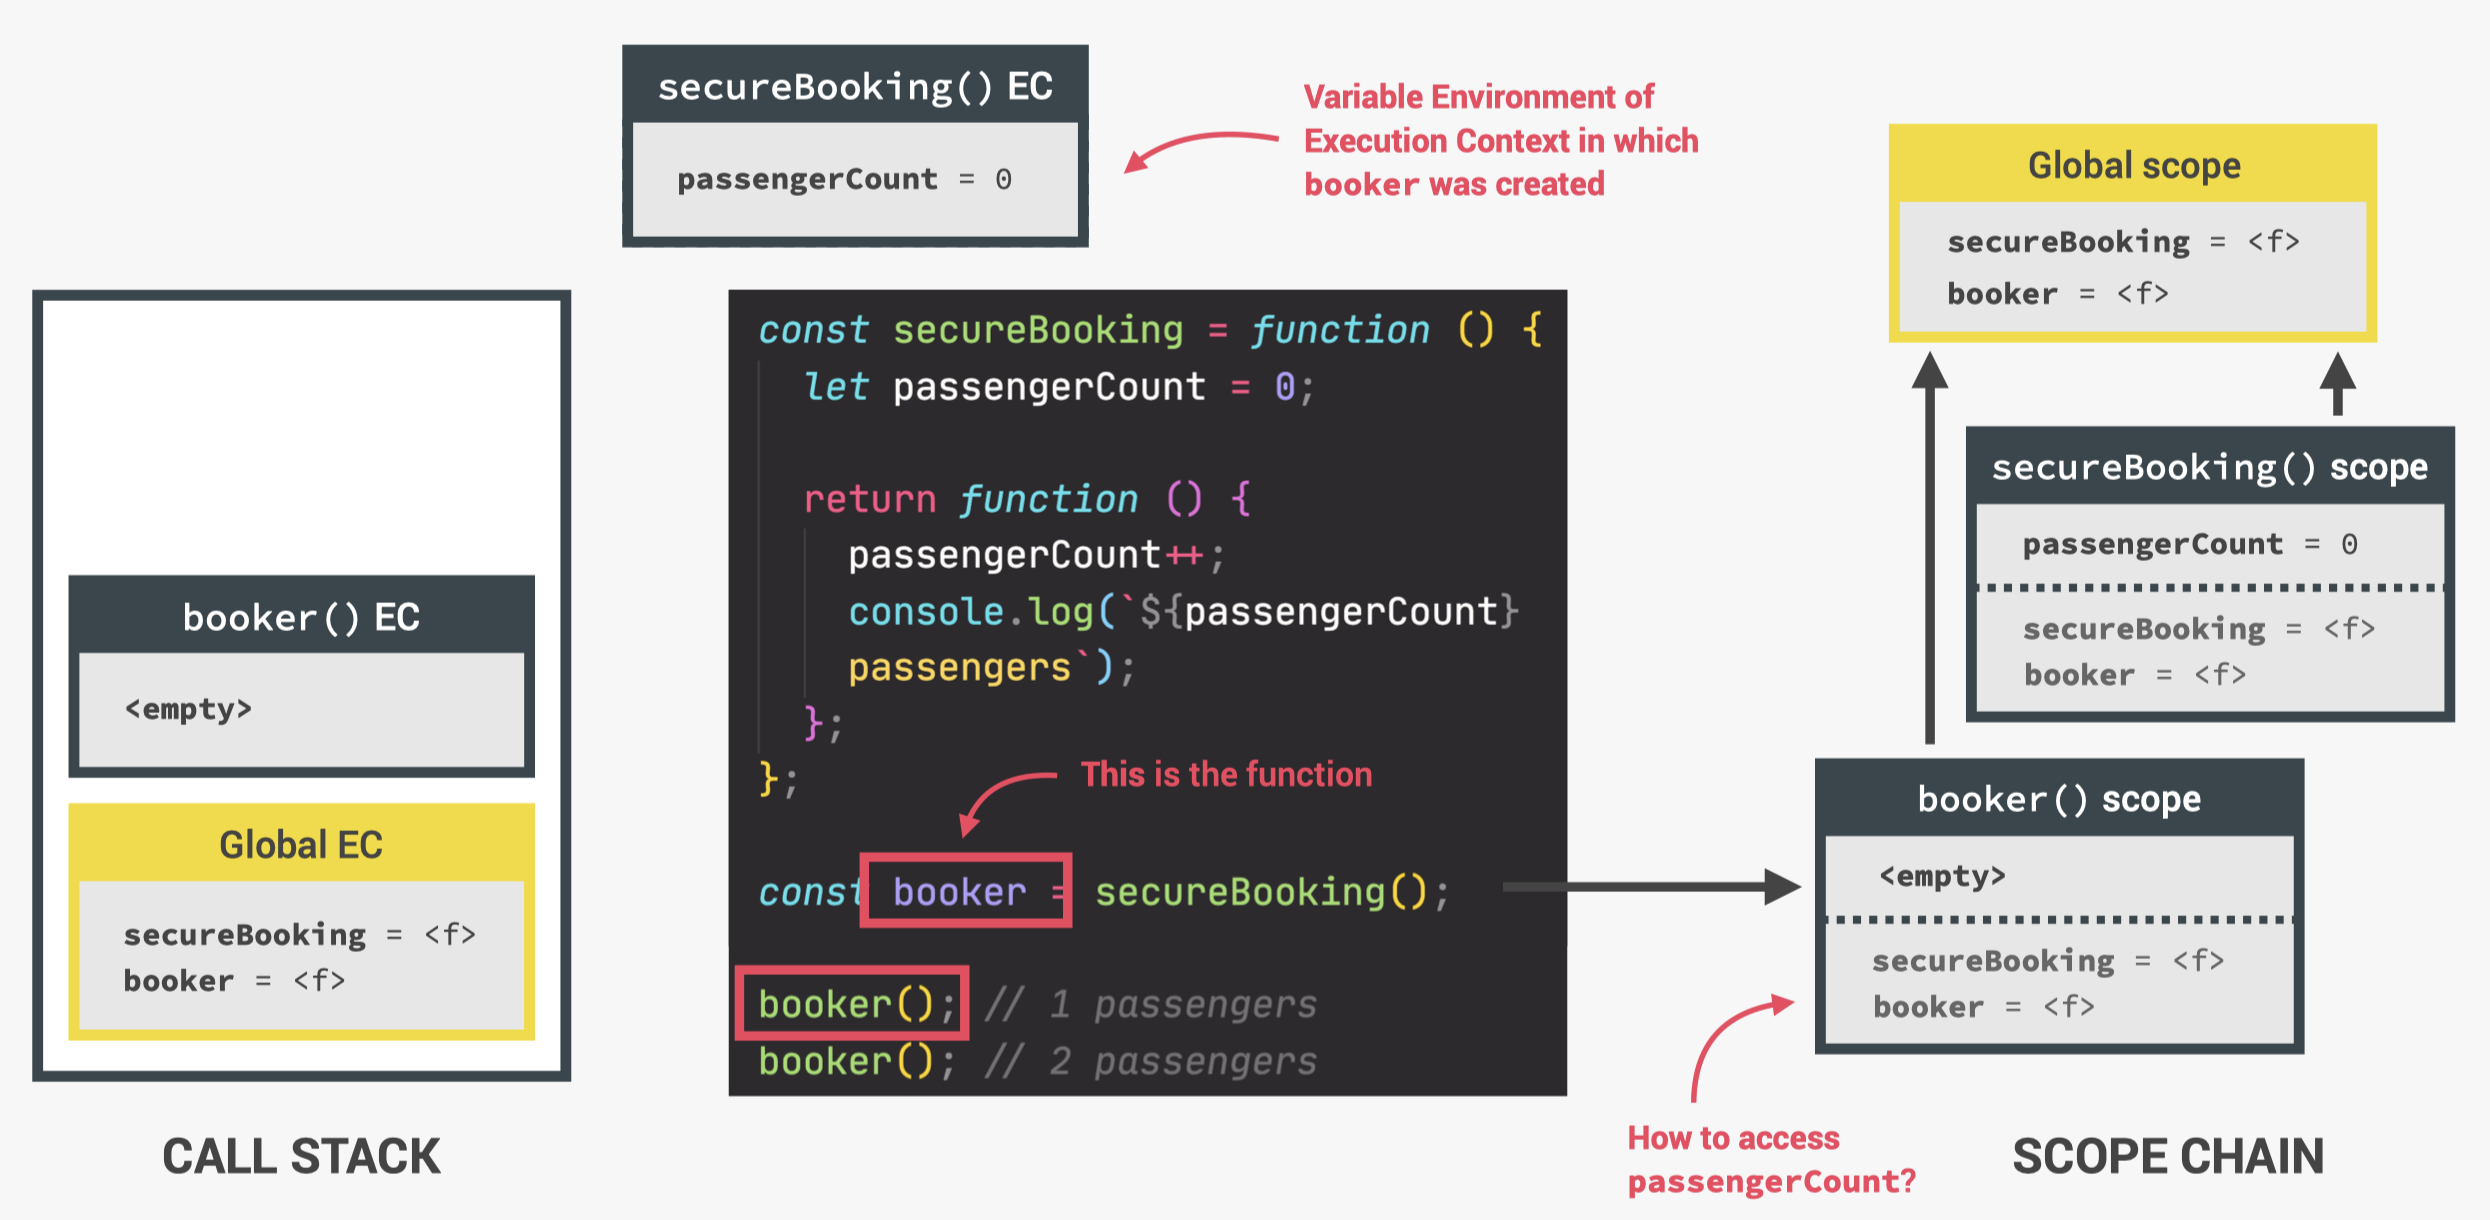 secureBooking() EC
passengerCount = 0
Variable Environment of
Execution Context in which
booker was created
Global scope
secureBooking = <f>
booker = <f>
const secureBooking = function () {
let passengerCount = 0;
return function () {
passengerCount++;
console.log(`${passengerCount}
passengers`);
};
};
This is the function
const booker = secureBooking();
booker(); // 1 passengers
booker(); // 2 passengers
booker() EC
<empty>
Global EC
secureBooking = <f>
booker = <f>
CALL STACK
secureBooking() scope
passengerCount = 0
secureBooking = <f>
booker = <f>
booker() scope
<empty>
secureBooking = <f>
booker = <f>
How to access
passengerCount?
SCOPE CHAIN